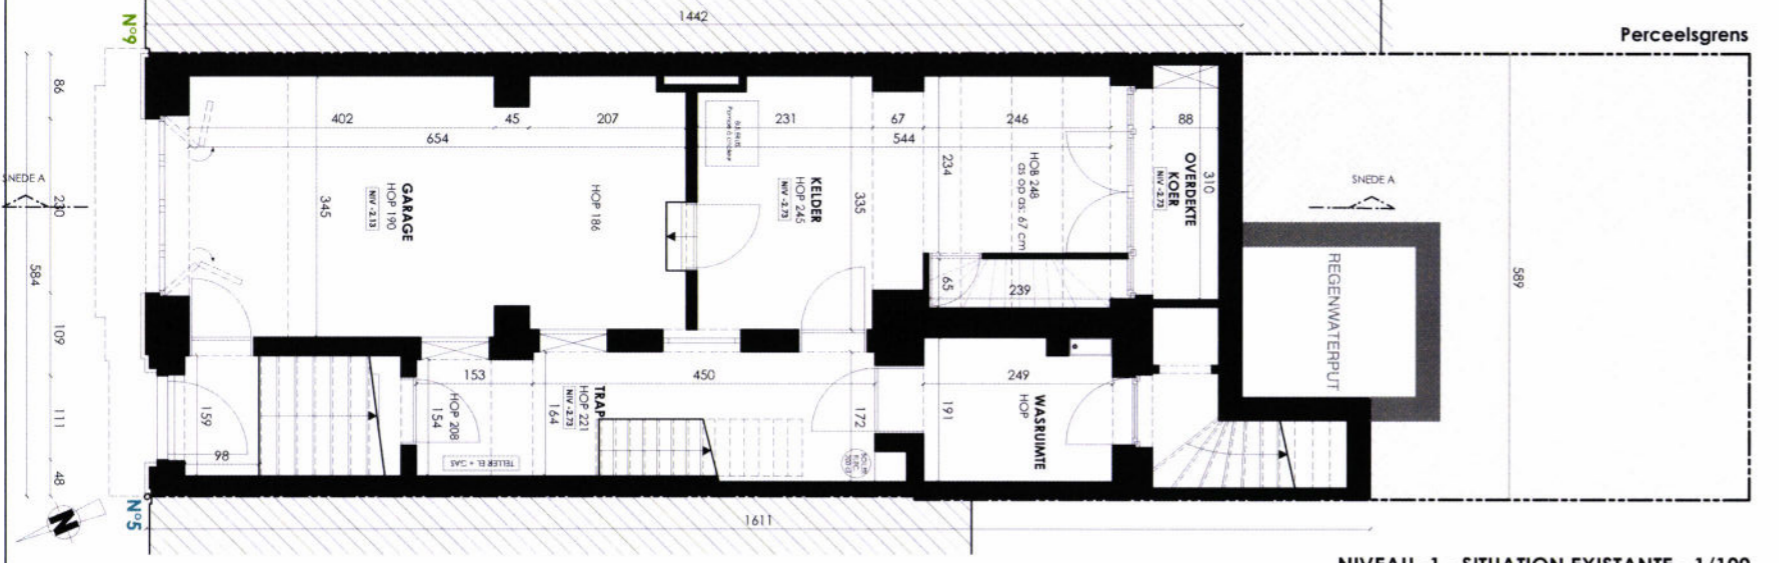 1442
N°9
Perceelsgrens
86
402
45
207
654
231
67
246
544
88
SNEDE A
230
GARAGE
HOP 190
NIV -2.13
345
HOP 186
KELDER
HOP 245
NIV -2.73
335
234
HOB 248
as op as: 67 cm
OVERDEKTE
KOER
NIV -2.73
310
SNEDE A
584
65
239
REGENWATERPUT
589
109
153
450
249
111
159
98
HOP 208
154
TRAP
HOP 221
NIV -2.73
164
172
191
WASRUIMTE
HOP
TELLER EL + GAS
48
N
N°5
1611
NIVEAU -1 - SITUATION EXISTANTE - 1/100